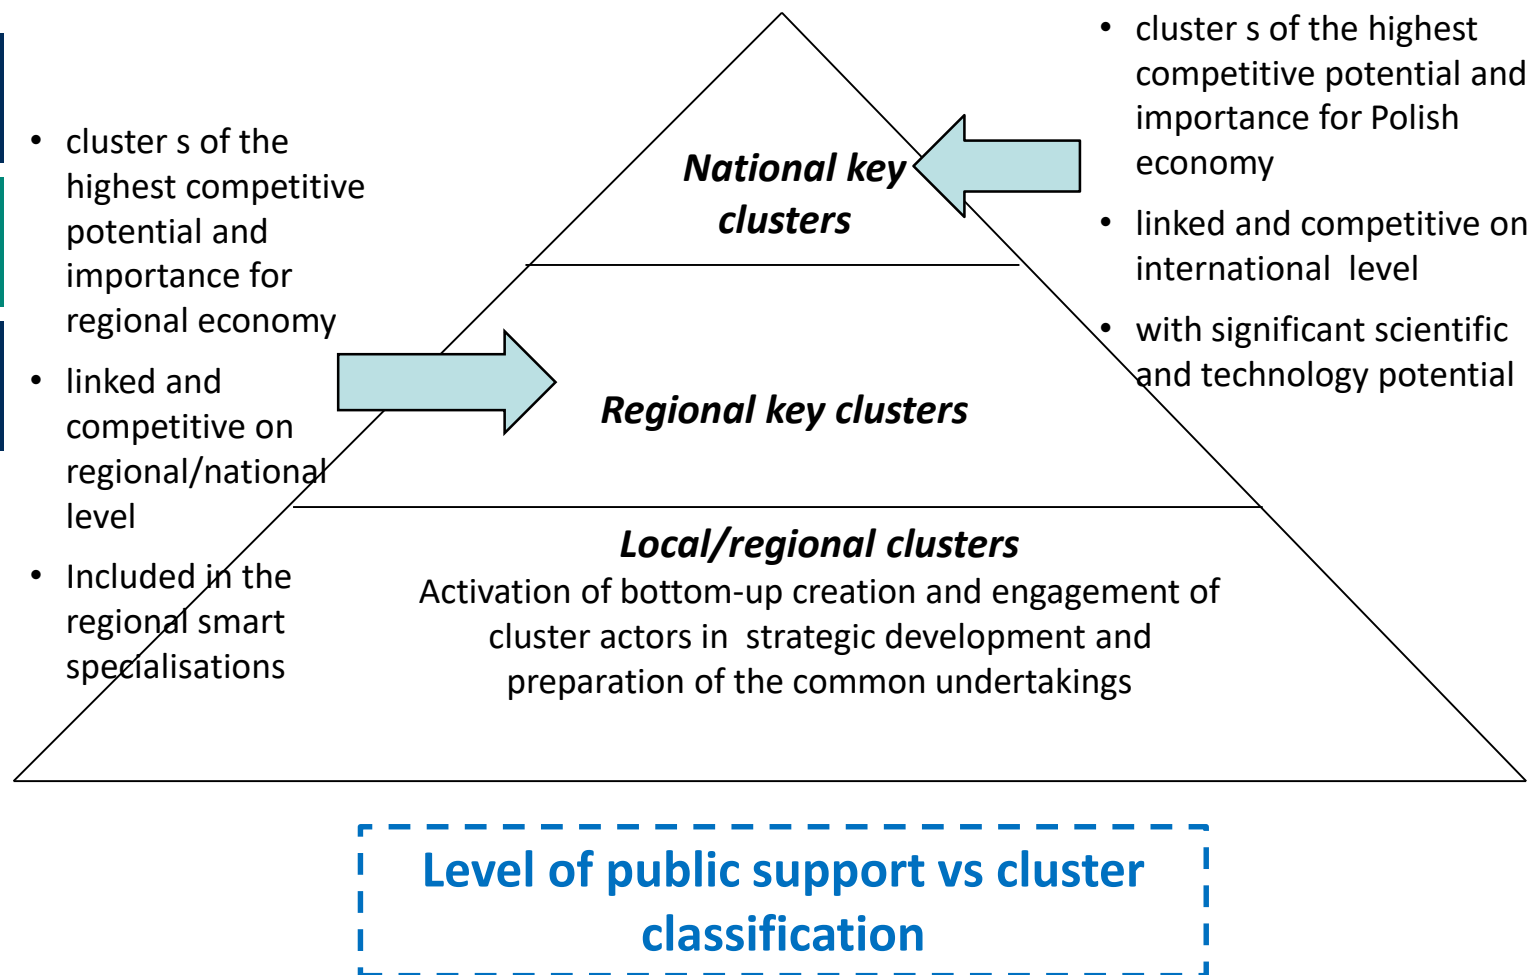 • cluster s of the
highest competitive
potential and
importance for
regional economy
• linked and
competitive on
regional/national
level
• Included in the
regional smart
specialisations
National key
clusters
Regional key clusters
Local/regional clusters
Activation of bottom-up creation and engagement of
cluster actors in  strategic development and
preparation of the common undertakings
• cluster s of the highest
competitive potential and
importance for Polish
economy
• linked and competitive on
international  level
• with significant scientific
and technology potential
Level of public support vs cluster
classification